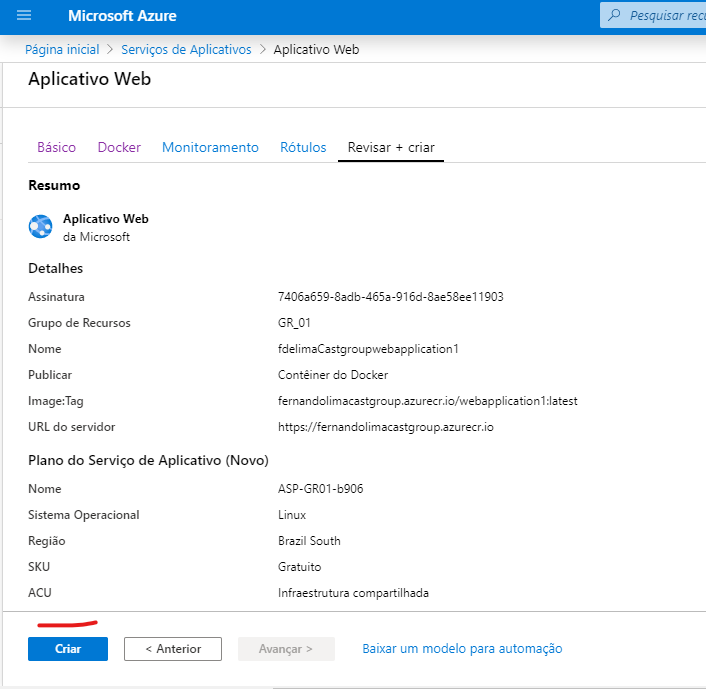 Microsoft Azure
Pesquisar recu
Página inicial > Serviços de Aplicativos > Aplicativo Web
Aplicativo Web
Básico Docker Monitoramento Rótulos Revisar + criar
Resumo
Aplicativo Web
da Microsoft
Detalhes
Assinatura 7406a659-8adb-465a-916d-8ae58ee11903
Grupo de Recursos GR_01
Nome fdelimaCastgroupwebapplication1
Publicar Contêiner do Docker
Image:Tag fernandolimacastgroup.azurecr.io/webapplication1:latest
URL do servidor https://fernandolimacastgroup.azurecr.io
Plano do Serviço de Aplicativo (Novo)
Nome ASP-GR01-b906
Sistema Operacional Linux
Região Brazil South
SKU Gratuito
ACU Infraestrutura compartilhada
Criar < Anterior Avançar > Baixar um modelo para automação